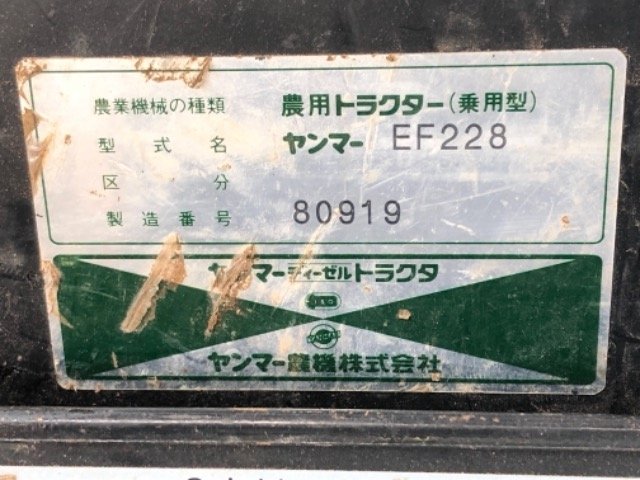 農業機械の種類 農用トラクター(乗用型)
型式名 ヤンマー EF228
区分
製造番号 80919
ヤンマーディーゼルトラクタ
ヤンマー農機株式会社